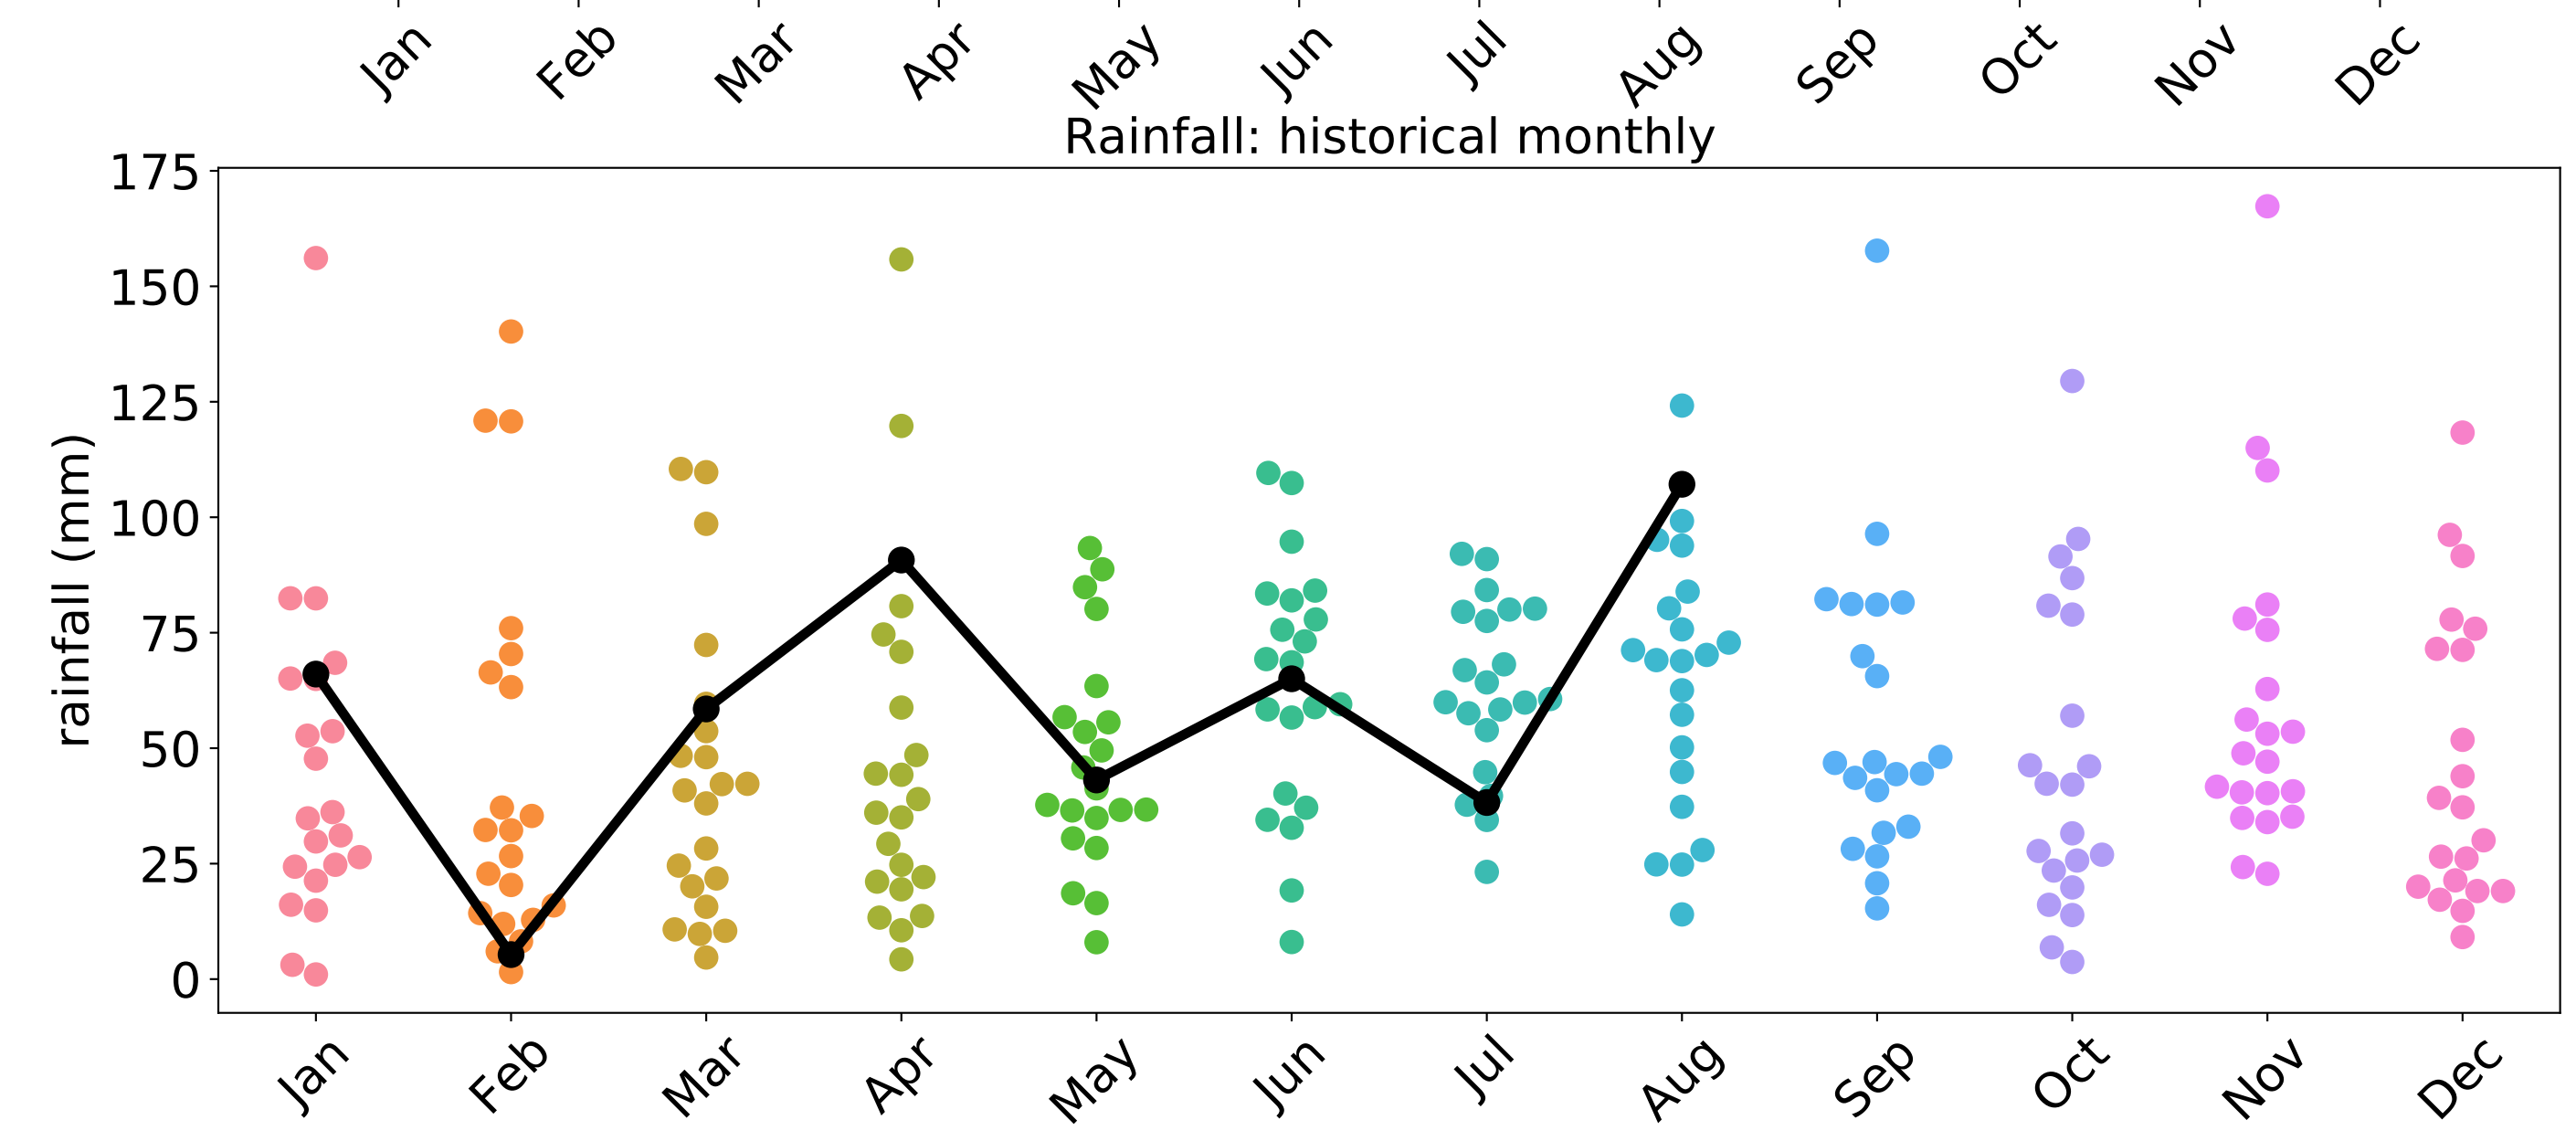 Jan Feb Mar Apr May Jun Jul Aug Sep Oct Nov Dec
Rainfall: historical monthly
175
150
125
100
75
50
25
0
rainfall (mm)
Jan Feb Mar Apr May Jun Jul Aug Sep Oct Nov Dec